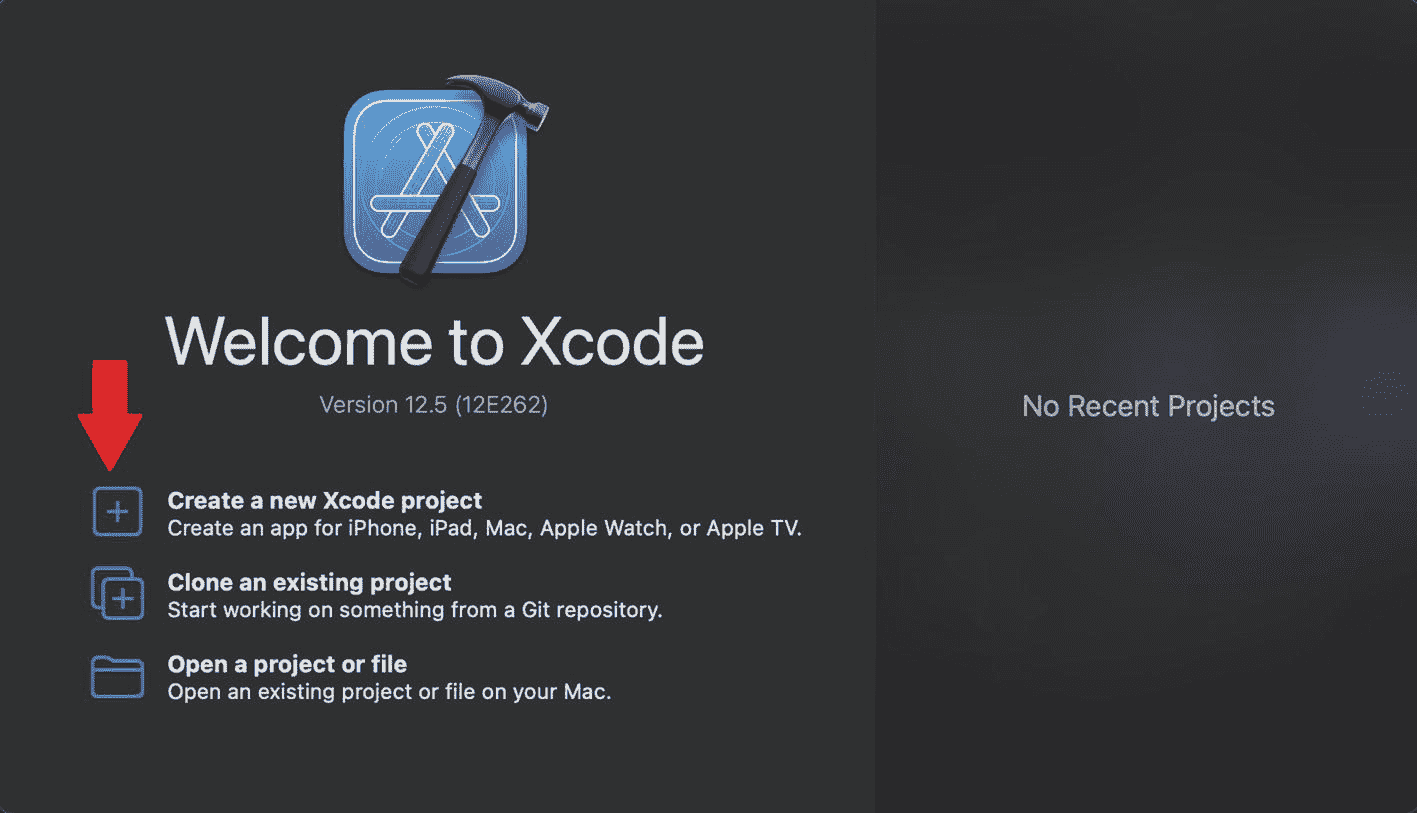 Welcome to Xcode
Version 12.5 (12E262)
No Recent Projects
Create a new Xcode project
Create an app for iPhone, iPad, Mac, Apple Watch, or Apple TV.
Clone an existing project
Start working on something from a Git repository.
Open a project or file
Open an existing project or file on your Mac.